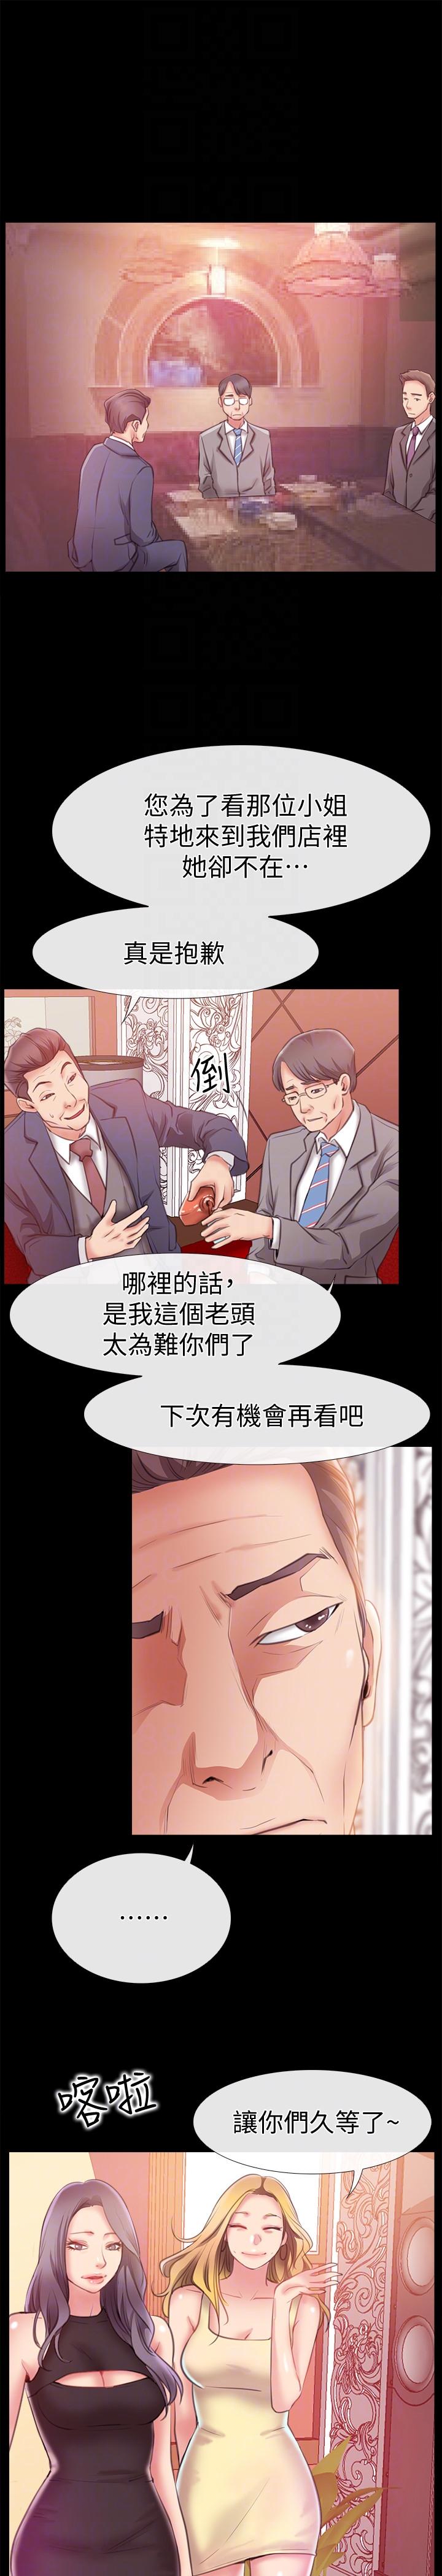 您為了看那位小姐
特地來到我們店裡
她卻不在…
真是抱歉
倒
哪裡的話，
是我這個老頭
太為難你們了
下次有機會再看吧
……
喀啦
讓你們久等了~